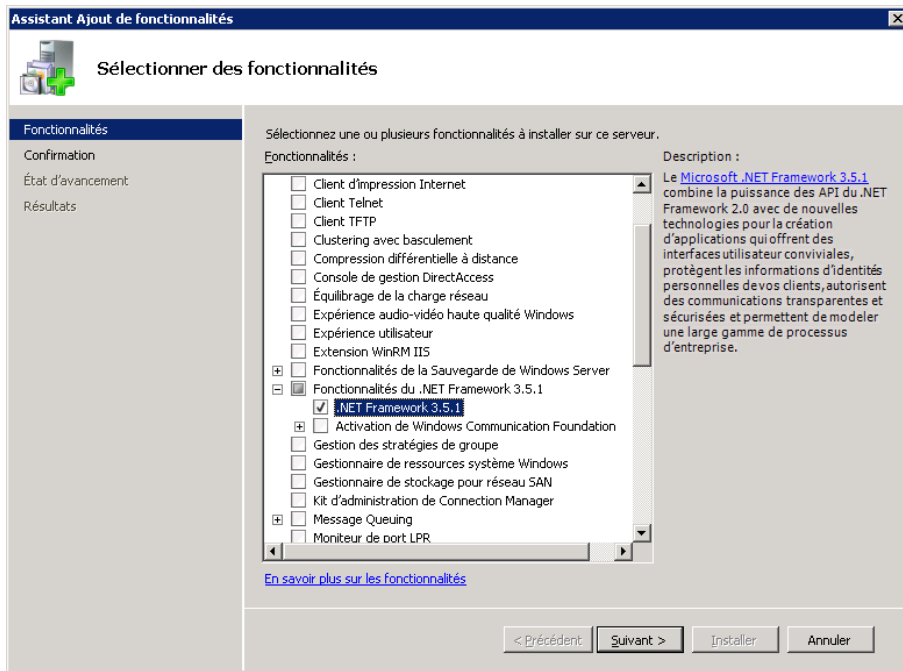 Assistant Ajout de fonctionnalités
Sélectionner des fonctionnalités
Fonctionnalités
Confirmation
État d'avancement
Résultats
Sélectionnez une ou plusieurs fonctionnalités à installer sur ce serveur.
Fonctionnalités :
Client d'impression Internet
Client Telnet
Client TFTP
Clustering avec basculement
Compression différentielle à distance
Console de gestion DirectAccess
Équilibrage de la charge réseau
Expérience audio-vidéo haute qualité Windows
Expérience utilisateur
Extension WinRM IIS
Fonctionnalités de la Sauvegarde de Windows Server
Fonctionnalités du .NET Framework 3.5.1
.NET Framework 3.5.1
Activation de Windows Communication Foundation
Gestion des stratégies de groupe
Gestionnaire de ressources système Windows
Gestionnaire de stockage pour réseau SAN
Kit d'administration de Connection Manager
Message Queuing
Moniteur de port LPR
En savoir plus sur les fonctionnalités
Description :
Le Microsoft .NET Framework 3.5.1
combine la puissance des API du .NET
Framework 2.0 avec de nouvelles
technologies pour la création
d'applications qui offrent des
interfaces utilisateur conviviales,
protègent les informations d'identités
personnelles de vos clients, autorisent
des communications transparentes et
sécurisées et permettent de modeler
une large gamme de processus
d'entreprise.
< Précédent
Suivant >
Installer
Annuler